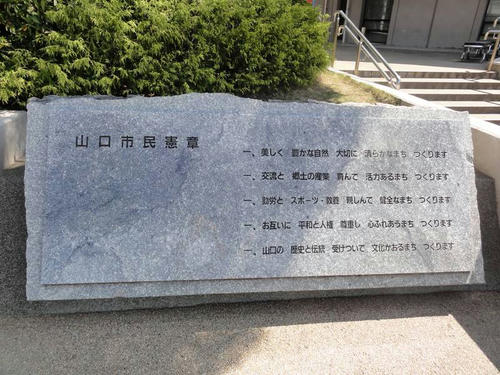 山口市民憲章
一、美しく 豊かな自然 大切に 清らかなまち つくります
一、交流と 郷土の産業 育んで 活力あるまち つくります
一、勤労と スポーツ・教養 親しんで 健全なまち つくります
一、お互いに 平和と人権 尊重し 心ふれあうまち つくります
一、山口の 歴史と伝統 受けついで 文化かおるまち つくります